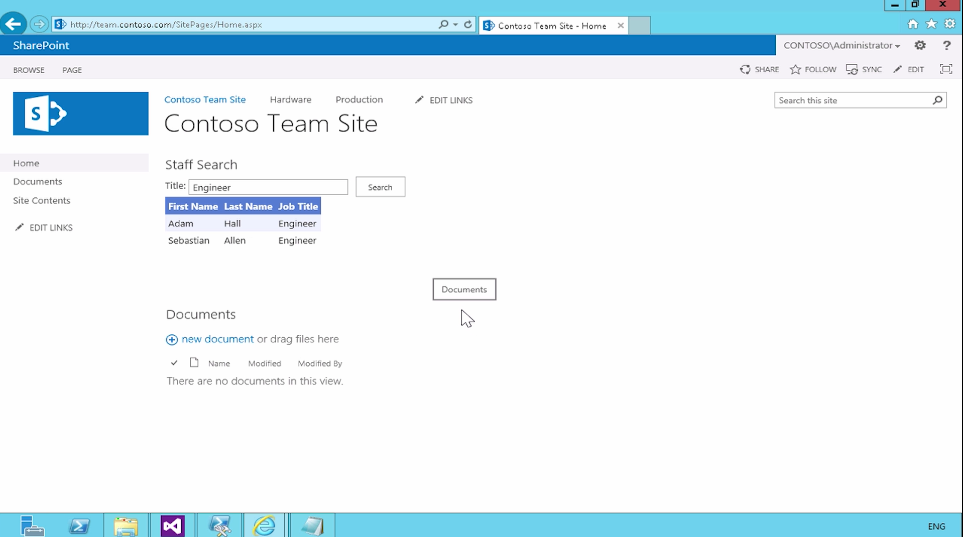 http://team.contoso.com/SitePages/Home.aspx
Contoso Team Site - Home
SharePoint
CONTOSO\Administrator
?
BROWSE PAGE
SHARE FOLLOW SYNC EDIT
S
Contoso Team Site Hardware Production EDIT LINKS
Search this site
Contoso Team Site
Home
Documents
Site Contents
EDIT LINKS
Staff Search
Title: Engineer Search
First Name Last Name Job Title
Adam Hall Engineer
Sebastian Allen Engineer
Documents
Documents
new document or drag files here
Name Modified Modified By
There are no documents in this view.
ENG